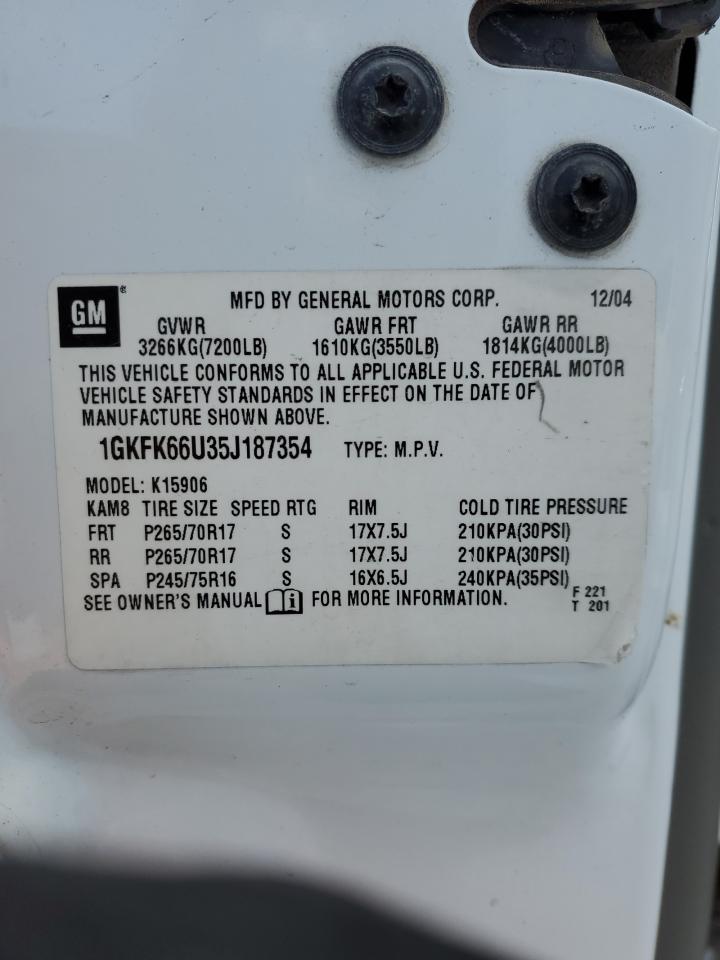 GM ® MFD BY GENERAL MOTORS CORP. 12/04
GVWR GAWR FRT GAWR RR
3266KG(7200LB) 1610KG(3550LB) 1814KG(4000LB)
THIS VEHICLE CONFORMS TO ALL APPLICABLE U.S. FEDERAL MOTOR
VEHICLE SAFETY STANDARDS IN EFFECT ON THE DATE OF
MANUFACTURE SHOWN ABOVE.
1GKFK66U35J187354 TYPE: M.P.V.
MODEL: K15906
KAM8 TIRE SIZE SPEED RTG RIM COLD TIRE PRESSURE
FRT P265/70R17 S 17X7.5J 210KPA(30PSI)
RR P265/70R17 S 17X7.5J 210KPA(30PSI)
SPA P245/75R16 S 16X6.5J 240KPA(35PSI)
SEE OWNER'S MANUAL i FOR MORE INFORMATION.
F 221
T 201